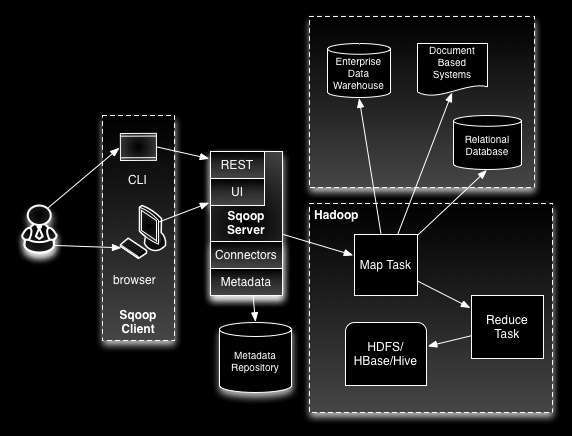 Enterprise
Data
Warehouse
Document
Based
Systems
Relational
Database
CLI
browser
Sqoop
Client
REST
UI
Sqoop
Server
Connectors
Metadata
Metadata
Repository
Hadoop
Map Task
Reduce
Task
HDFS/
HBase/Hive